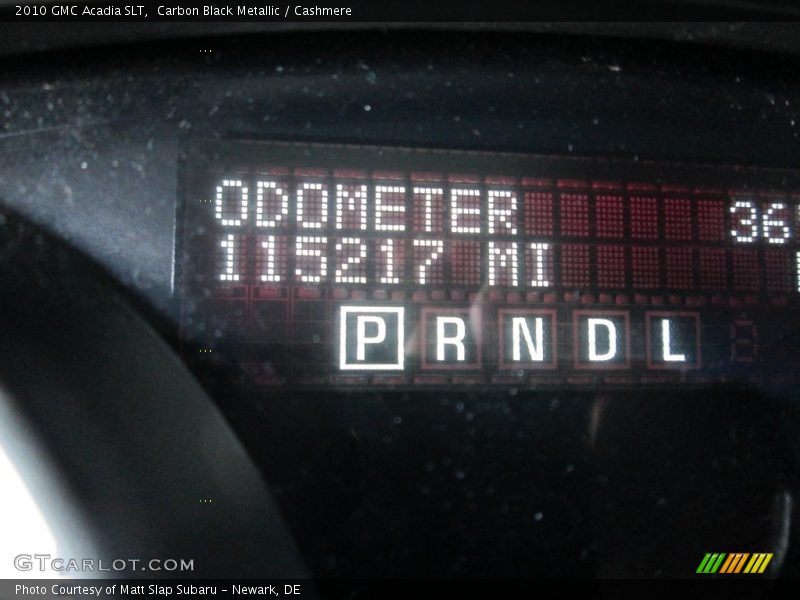 2010 GMC Acadia SLT,  Carbon Black Metallic / Cashmere
ODOMETER
36
115217 MI
P R N D L
GTCARLOT.COM
Photo Courtesy of Matt Slap Subaru - Newark, DE